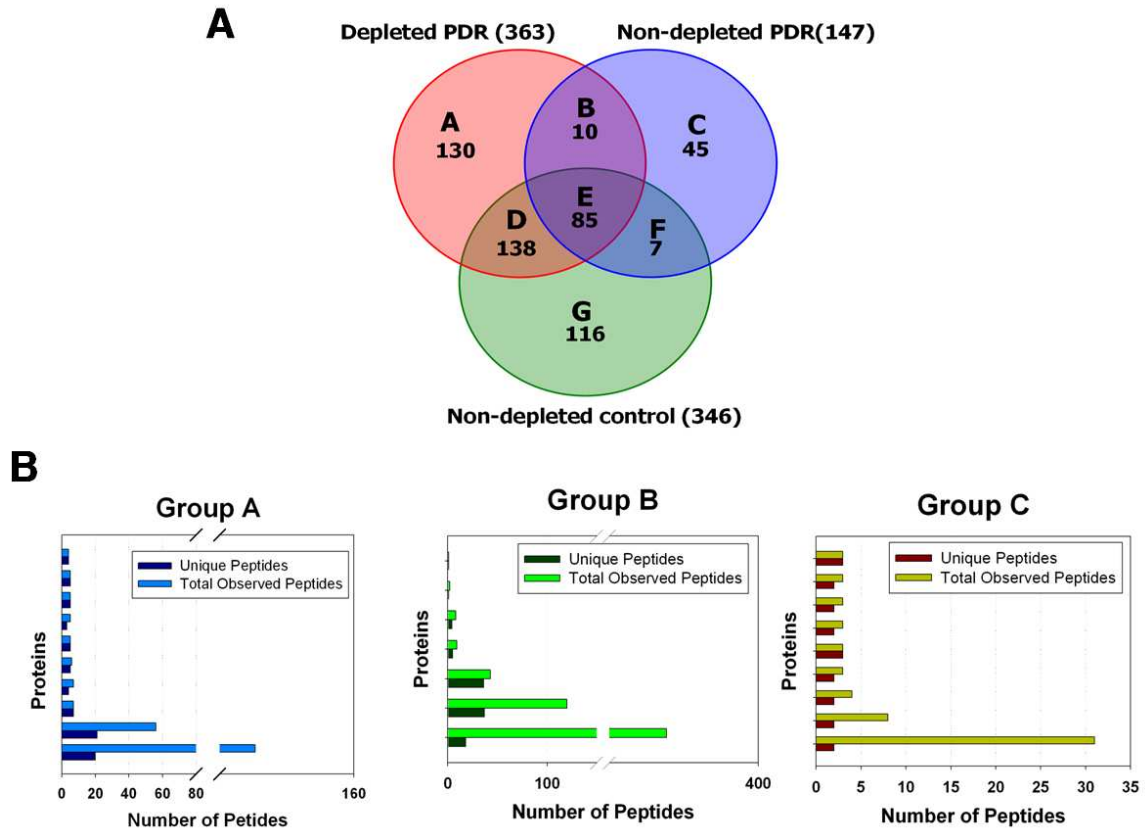 A
Depleted PDR (363)
Non-depleted PDR(147)
A
130
B
10
C
45
D
138
E
85
F
7
G
116
Non-depleted control (346)
B
Group A
Unique Peptides
Total Observed Peptides
Proteins
0 20 40 60 80 160
Number of Petides
Group B
Unique Peptides
Total Observed Peptides
Proteins
0 100 400
Number of Peptides
Group C
Unique Peptides
Total Observed Peptides
Proteins
0 5 10 15 20 25 30 35
Number of Peptides